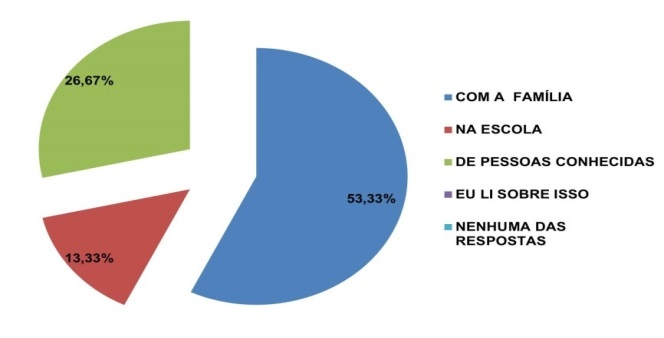 26,67%
COM A FAMÍLIA
NA ESCOLA
DE PESSOAS CONHECIDAS
53,33%
EU LI SOBRE ISSO
NENHUMA DAS
RESPOSTAS
13,33%